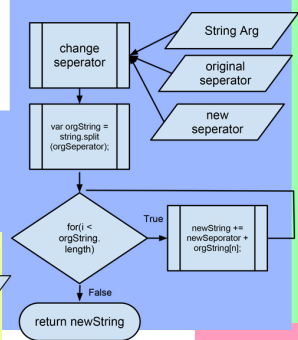 String Arg
change
seperator
original
seperator
new
seperator
var orgString =
string.split
(orgSeperator);
for(i <
orgString.
length)
True
newString +=
newSeporator +
orgString[n];
False
return newString